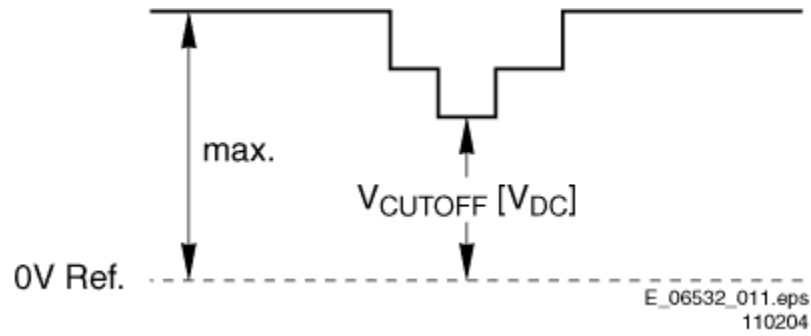 max.
VCUTOFF [VDC]
0V Ref.
E_06532_011.eps
110204